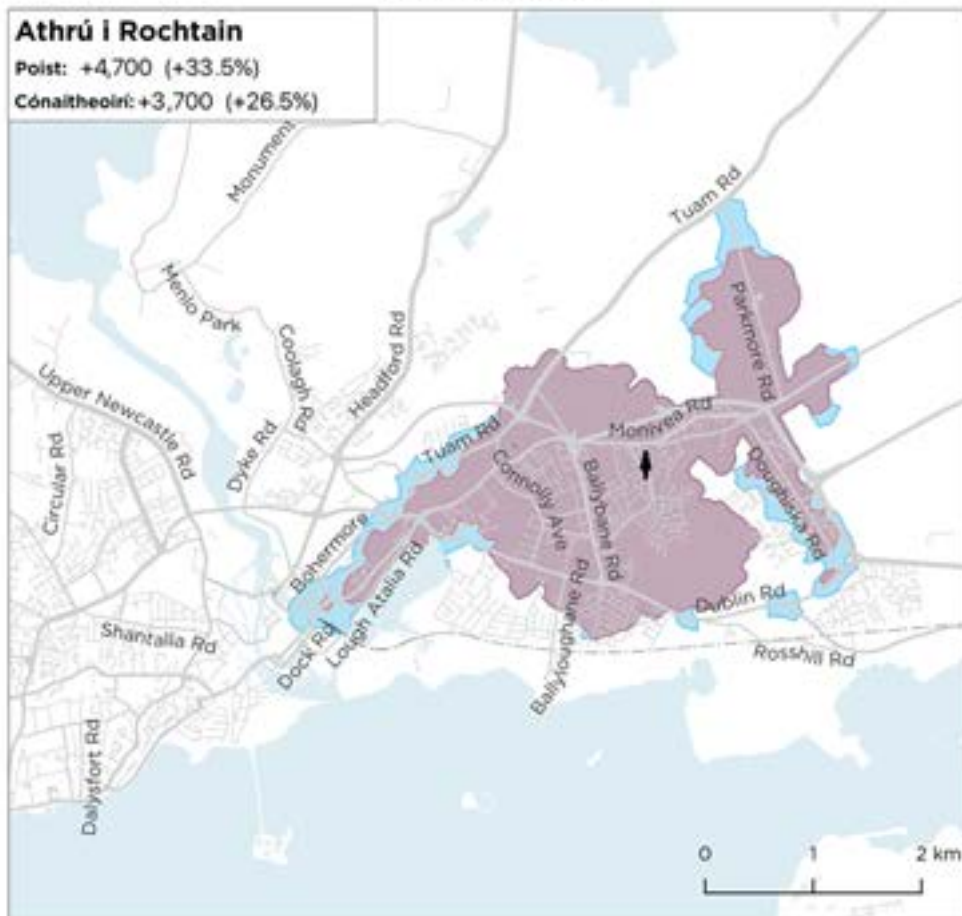 Athrú i Rochtain
Poist: +4,700 (+33.5%)
Cónaitheoirí: +3,700 (+26.5%)
Monument
Tuam Rd
Menlo Park
Parkmore Rd
Coolagh Rd
Headford Rd
Upper Newcastle Rd
Monivea Rd
Circular Rd
Dyke Rd
Tuam Rd
Connolly Ave
Ballybane Rd
Doughiska Rd
Bohermore
Lough Atalia Rd
Dublin Rd
Shantalla Rd
Dock Rd
Ballyloughane Rd
Rosshill Rd
Dalysfort Rd
0 1 2 km